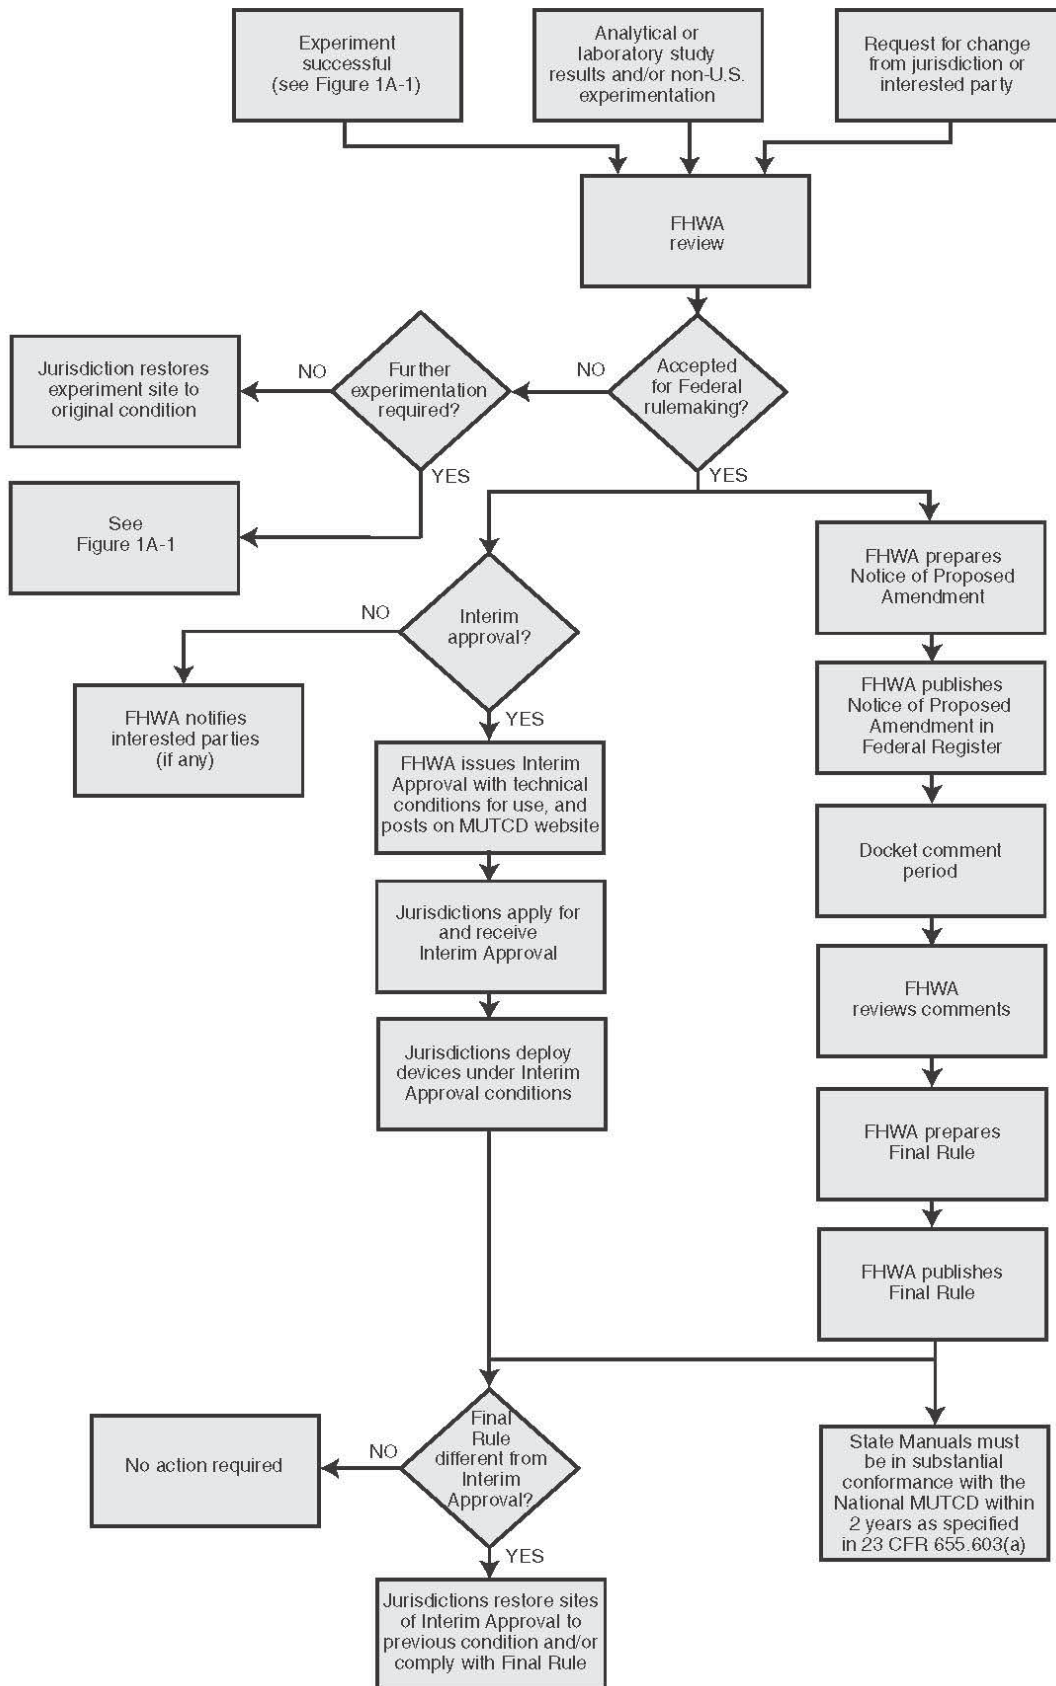 Experiment
successful
(see Figure 1A-1)
Analytical or
laboratory study
results and/or non-U.S.
experimentation
Request for change
from jurisdiction or
interested party
FHWA
review
Accepted
for Federal
rulemaking?
NO
YES
Further
experimentation
required?
NO
YES
Jurisdiction restores
experiment site to
original condition
See
Figure 1A-1
Interim
approval?
NO
YES
FHWA notifies
interested parties
(if any)
FHWA issues Interim
Approval with technical
conditions for use, and
posts on MUTCD website
Jurisdictions apply for
and receive
Interim Approval
Jurisdictions deploy
devices under Interim
Approval conditions
FHWA prepares
Notice of Proposed
Amendment
FHWA publishes
Notice of Proposed
Amendment in
Federal Register
Docket comment
period
FHWA
reviews comments
FHWA prepares
Final Rule
FHWA publishes
Final Rule
Final
Rule
different from
Interim
Approval?
NO
YES
No action required
Jurisdictions restore sites
of Interim Approval to
previous condition and/or
comply with Final Rule
State Manuals must
be in substantial
conformance with the
National MUTCD within
2 years as specified
in 23 CFR 655.603(a)